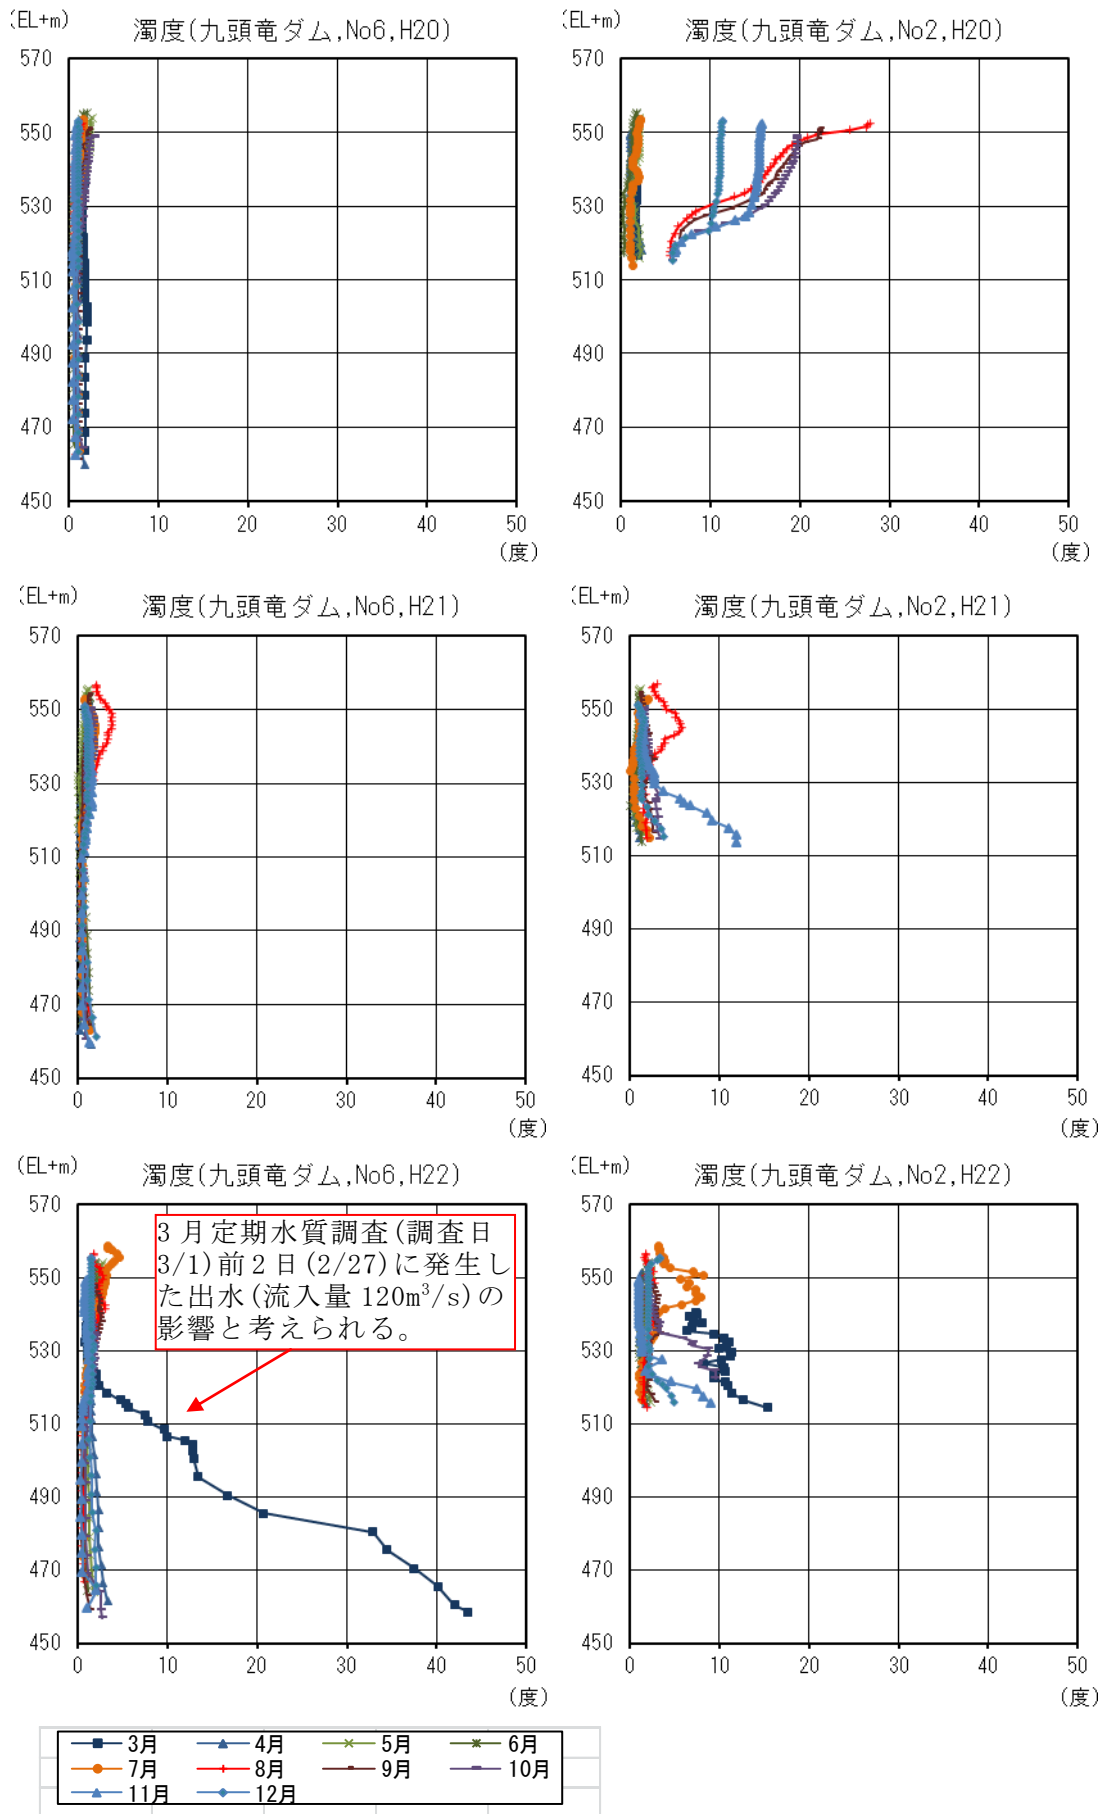 (EL+m)
濁度(九頭竜ダム,No6,H20)
570
550
530
510
490
470
450
0 10 20 30 40 50
(度)
(EL+m)
濁度(九頭竜ダム,No2,H20)
570
550
530
510
490
470
450
0 10 20 30 40 50
(度)
(EL+m)
濁度(九頭竜ダム,No6,H21)
570
550
530
510
490
470
450
0 10 20 30 40 50
(度)
(EL+m)
濁度(九頭竜ダム,No2,H21)
570
550
530
510
490
470
450
0 10 20 30 40 50
(度)
(EL+m)
濁度(九頭竜ダム,No6,H22)
570
550
530
510
490
470
450
3月定期水質調査(調査日
3/1)前2日(2/27)に発生し
た出水(流入量 120m³/s)の
影響と考えられる。
0 10 20 30 40 50
(度)
(EL+m)
濁度(九頭竜ダム,No2,H22)
570
550
530
510
490
470
450
0 10 20 30 40 50
(度)
3月 4月 5月 6月
7月 8月 9月 10月
11月 12月